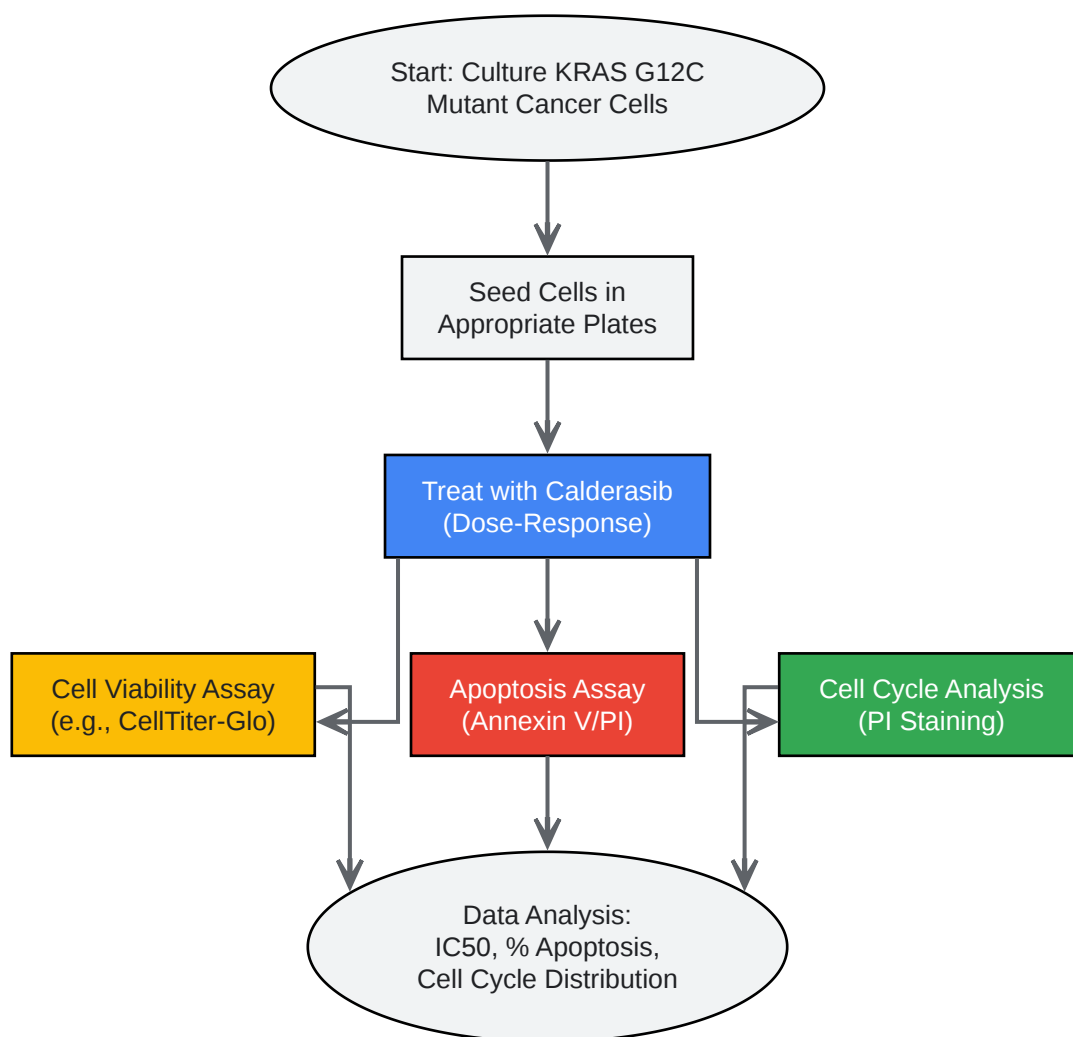 Start: Culture KRAS G12C
Mutant Cancer Cells
Seed Cells in
Appropriate Plates
Treat with Calderasib
(Dose-Response)
Cell Viability Assay
(e.g., CellTiter-Glo)
Apoptosis Assay
(Annexin V/PI)
Cell Cycle Analysis
(PI Staining)
Data Analysis:
IC50, % Apoptosis,
Cell Cycle Distribution